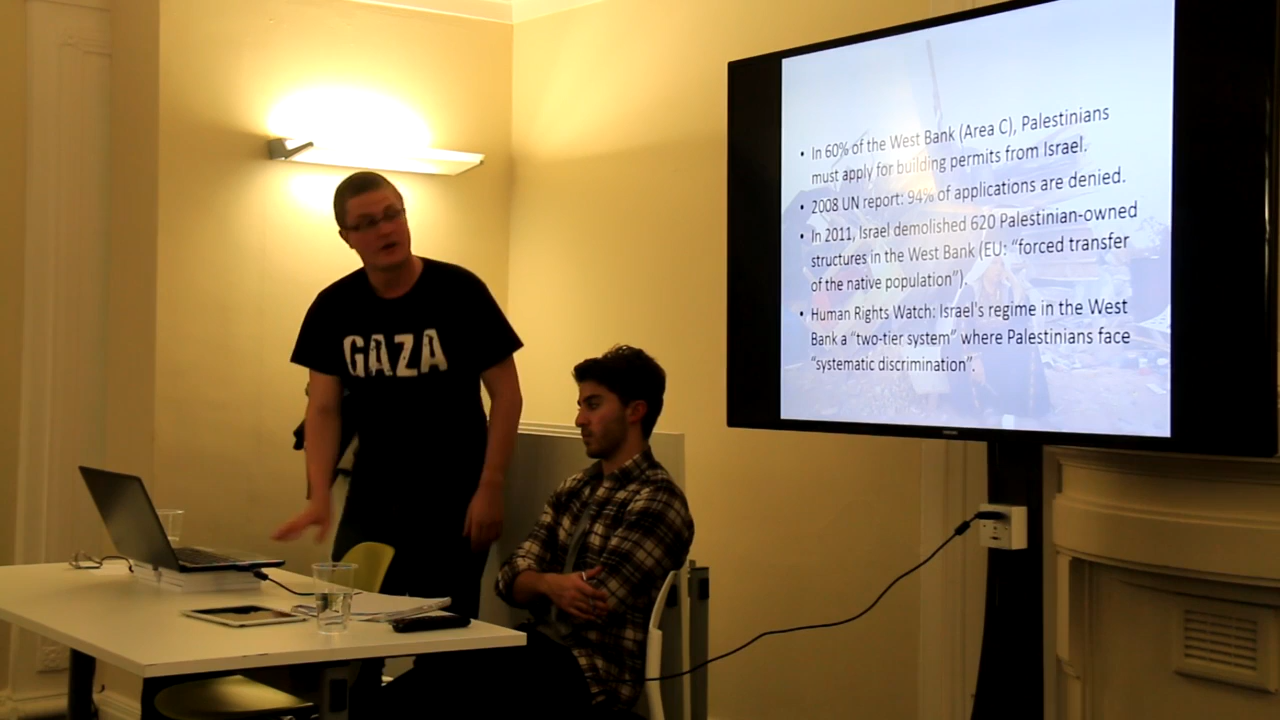 GAZA
• In 60% of the West Bank (Area C), Palestinians
must apply for building permits from Israel.
• 2008 UN report: 94% of applications are denied.
• In 2011, Israel demolished 620 Palestinian-owned
structures in the West Bank (EU: “forced transfer
of the native population”).
• Human Rights Watch: Israel's regime in the West
Bank a “two-tier system” where Palestinians face
“systematic discrimination”.